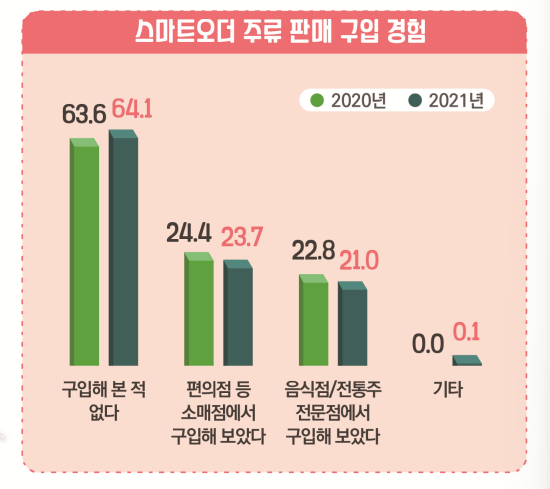 스마트오더 주류 판매 구입 경험
2020년 2021년
63.6 64.1
24.4 23.7
22.8 21.0
0.0 0.1
구입해 본 적
없다
편의점 등
소매점에서
구입해 보았다
음식점/전통주
전문점에서
구입해 보았다
기타